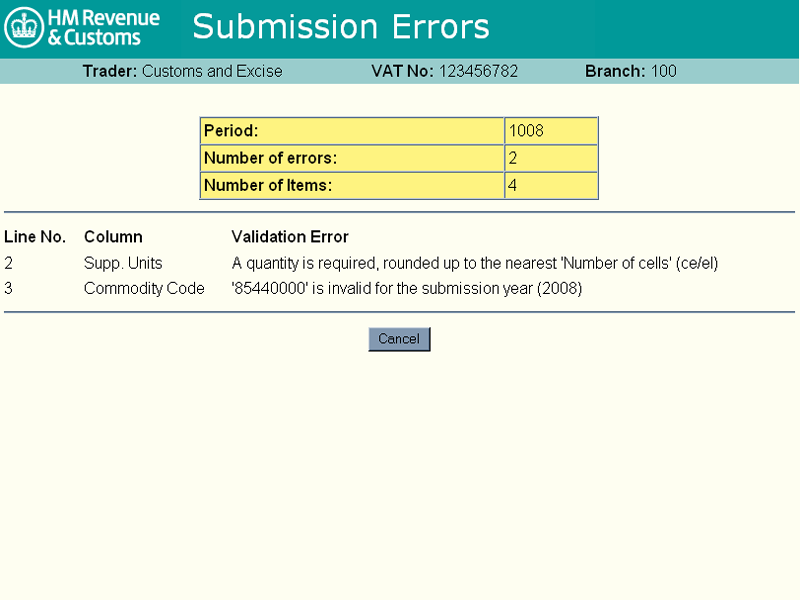 HM Revenue & Customs
Submission Errors
Trader: Customs and Excise VAT No: 123456782 Branch: 100
Period: 1008
Number of errors: 2
Number of Items: 4
Line No. Column Validation Error
2 Supp. Units A quantity is required, rounded up to the nearest 'Number of cells' (ce/el)
3 Commodity Code '85440000' is invalid for the submission year (2008)
Cancel